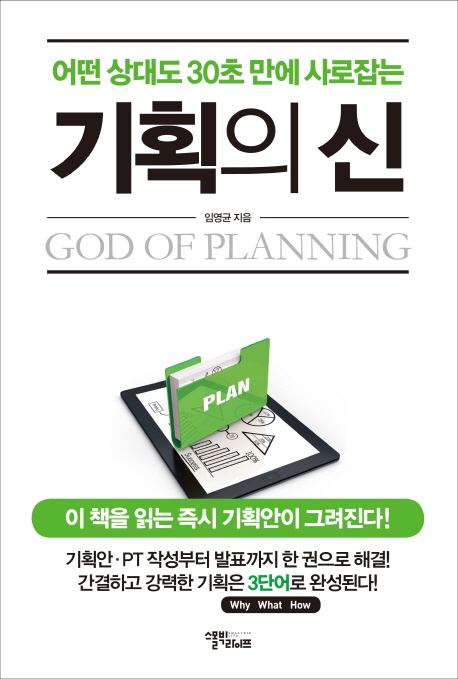 어떤 상대도 30초 만에 사로잡는
기획의 신
임영균 지음
GOD OF PLANNING
PLAN
Success
100%
이 책을 읽는 즉시 기획안이 그려진다!
기획안·PT 작성부터 발표까지 한 권으로 해결!
간결하고 강력한 기획은 3단어로 완성된다!
Why What How
스몰빅라이프